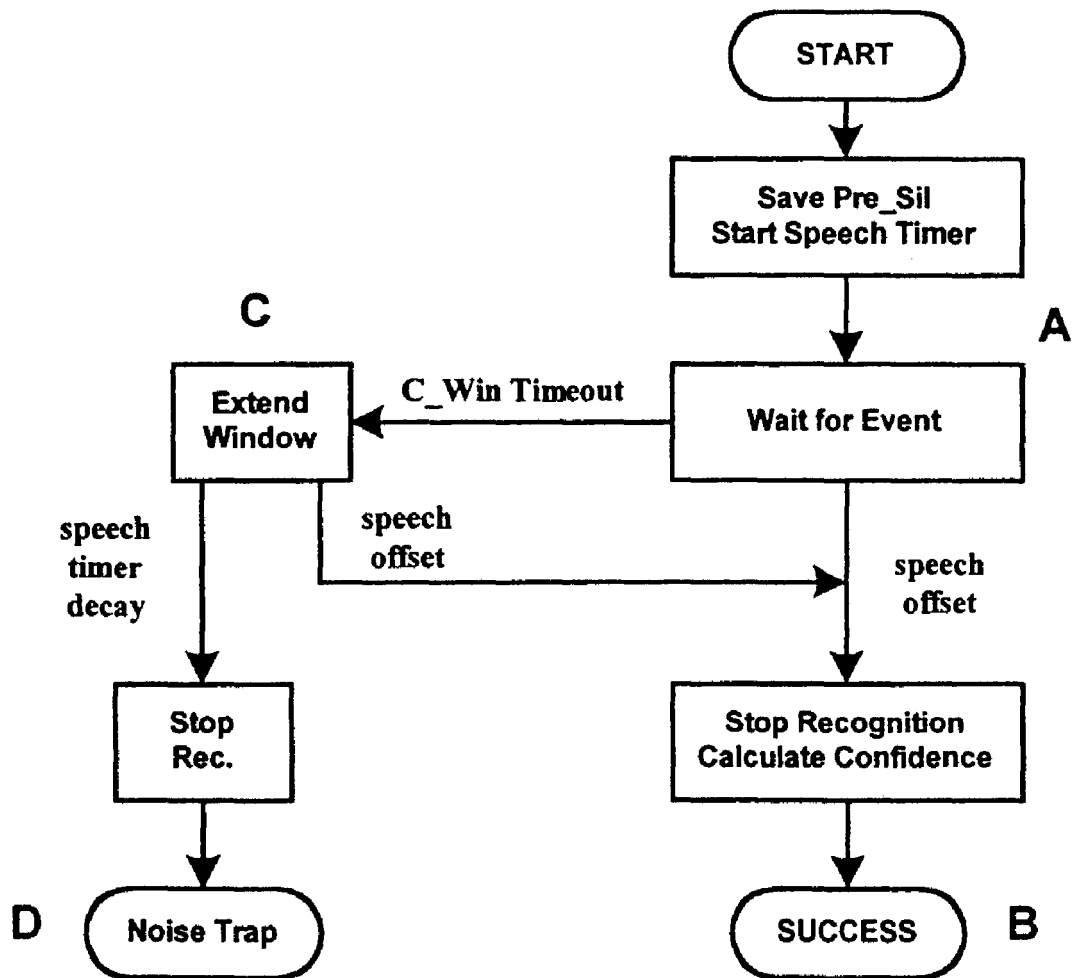 START
Save Pre_Sil
Start Speech Timer
C
A
Extend
Window
C_Win Timeout
Wait for Event
speech
timer
decay
speech
offset
speech
offset
Stop
Rec.
Stop Recognition
Calculate Confidence
D
Noise Trap
SUCCESS
B